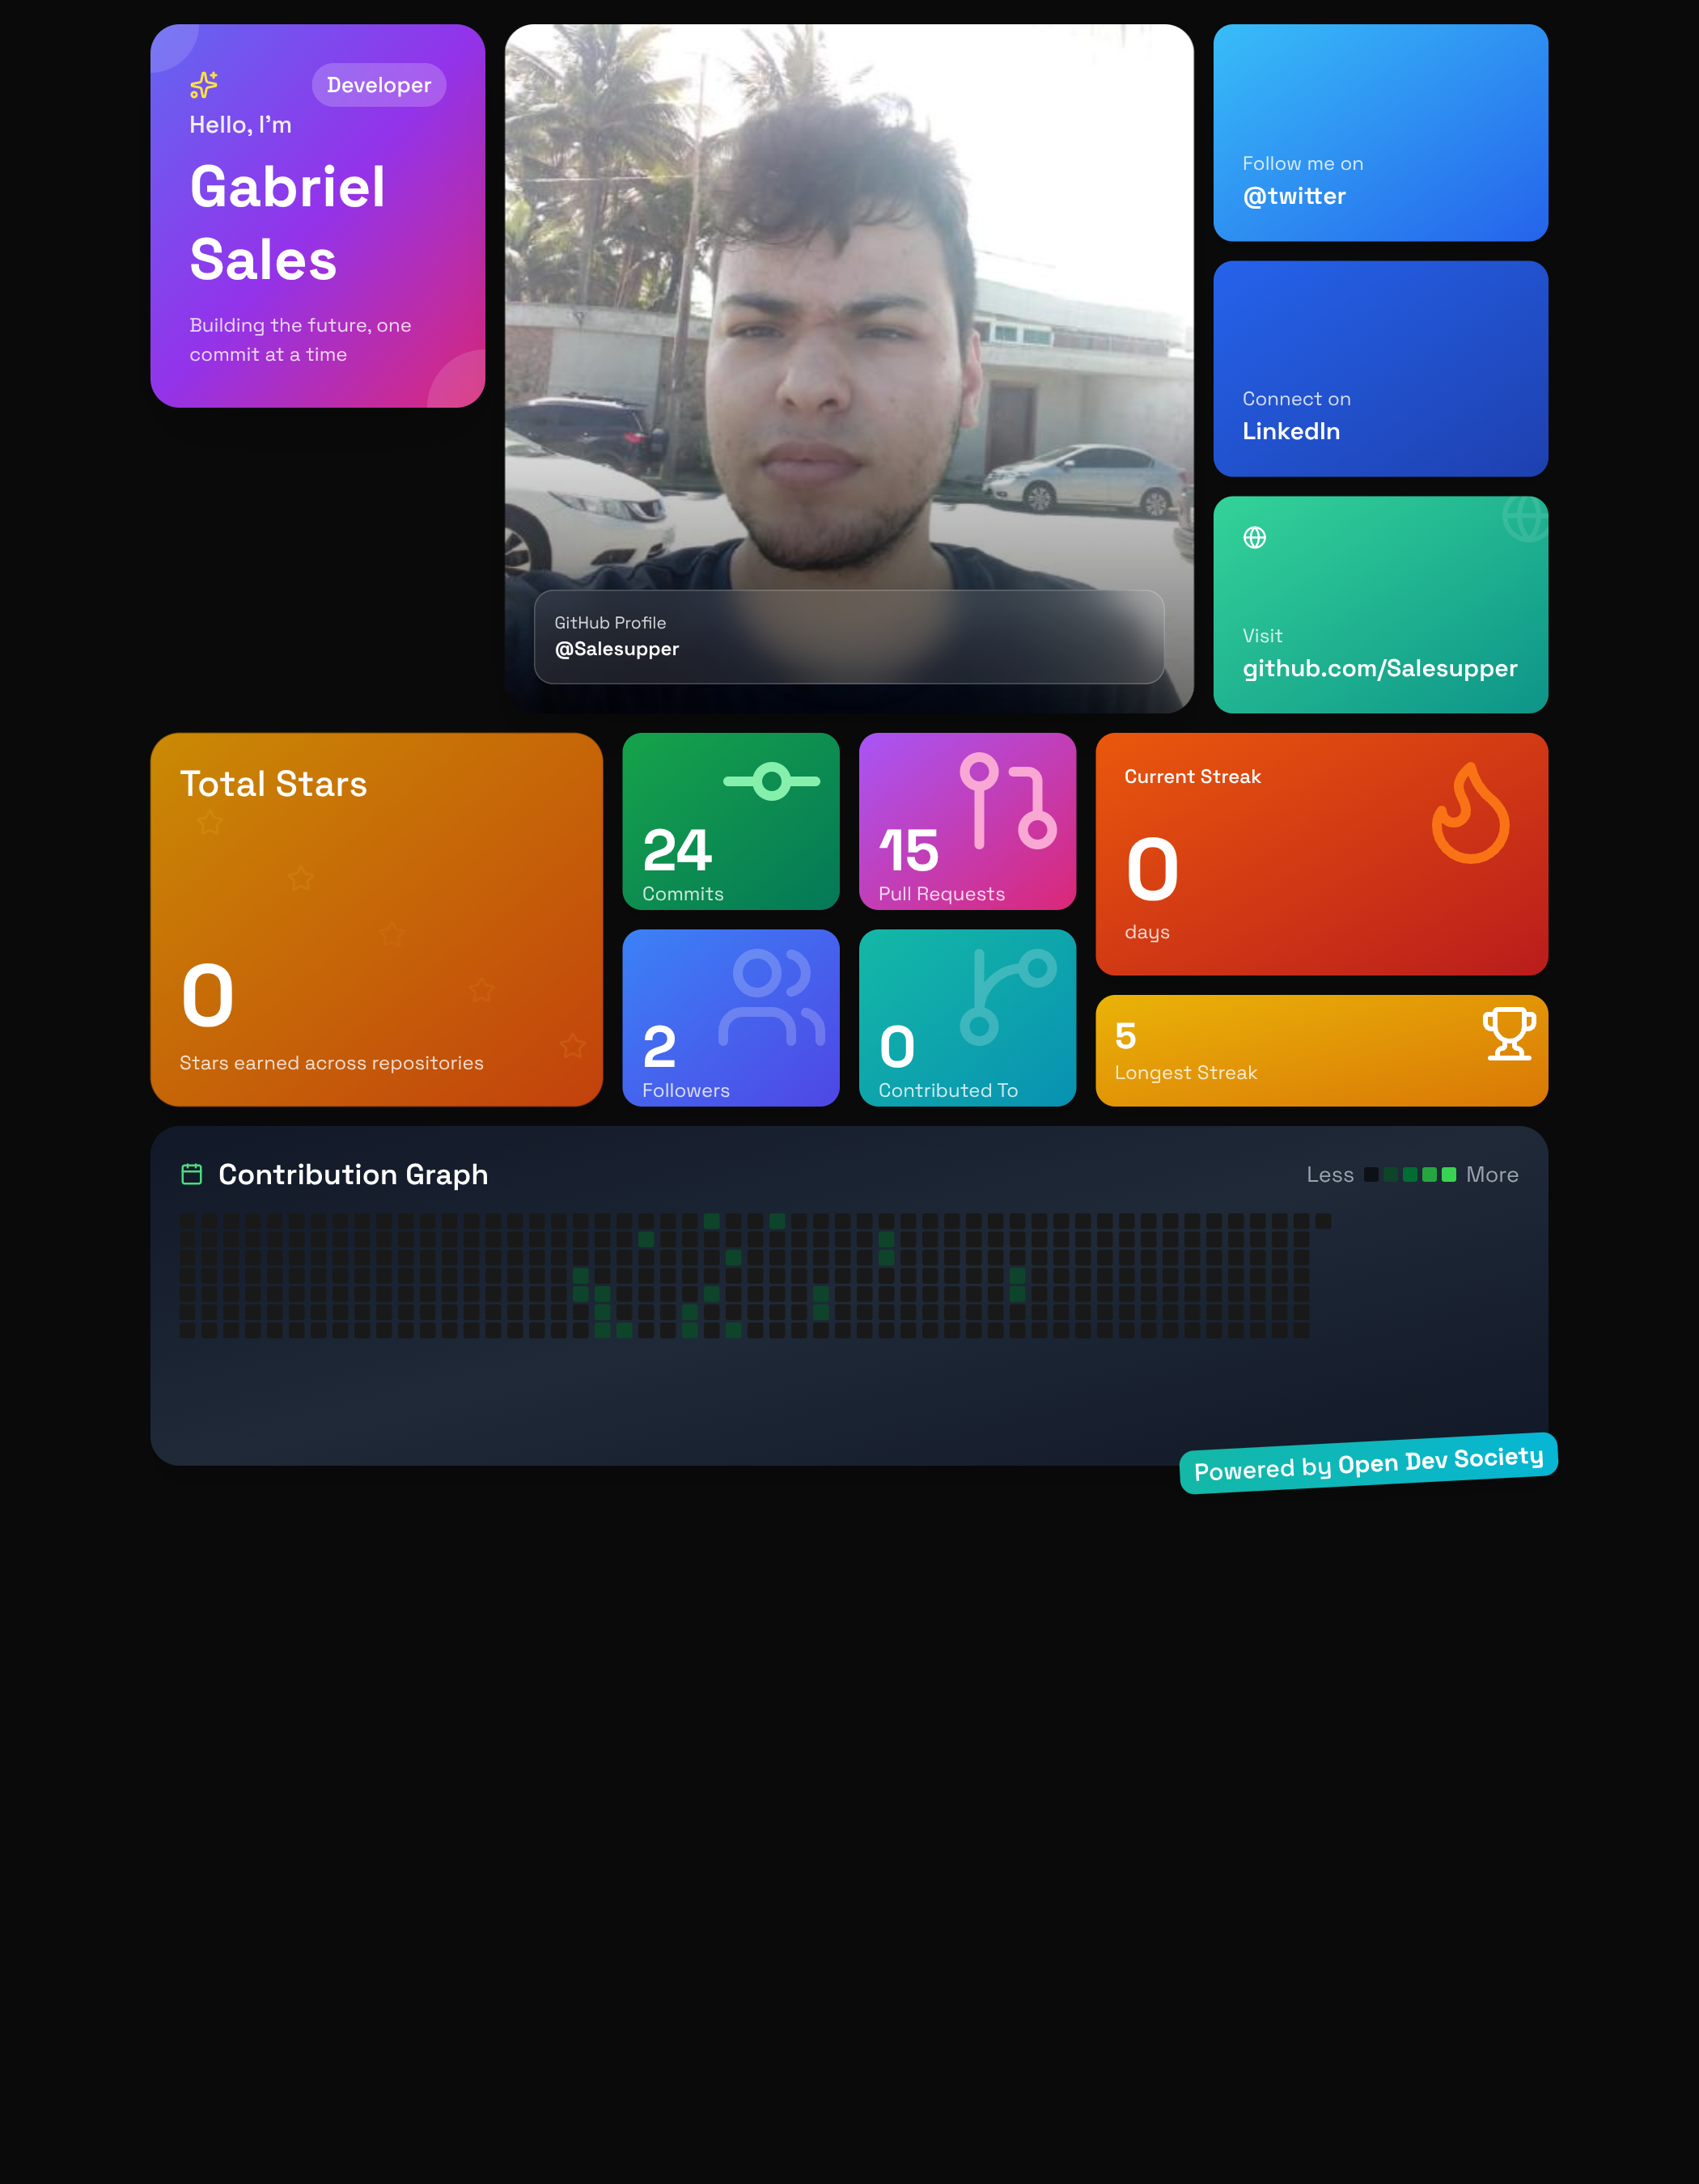 Developer
Hello, I'm
Gabriel
Sales
Building the future, one
commit at a time
GitHub Profile
@Salesupper
Follow me on
@twitter
Connect on
LinkedIn
Visit
github.com/Salesupper
Total Stars
0
Stars earned across repositories
24
Commits
15
Pull Requests
2
Followers
0
Contributed To
Current Streak
0
days
5
Longest Streak
Contribution Graph
Less
More
Powered by Open Dev Society